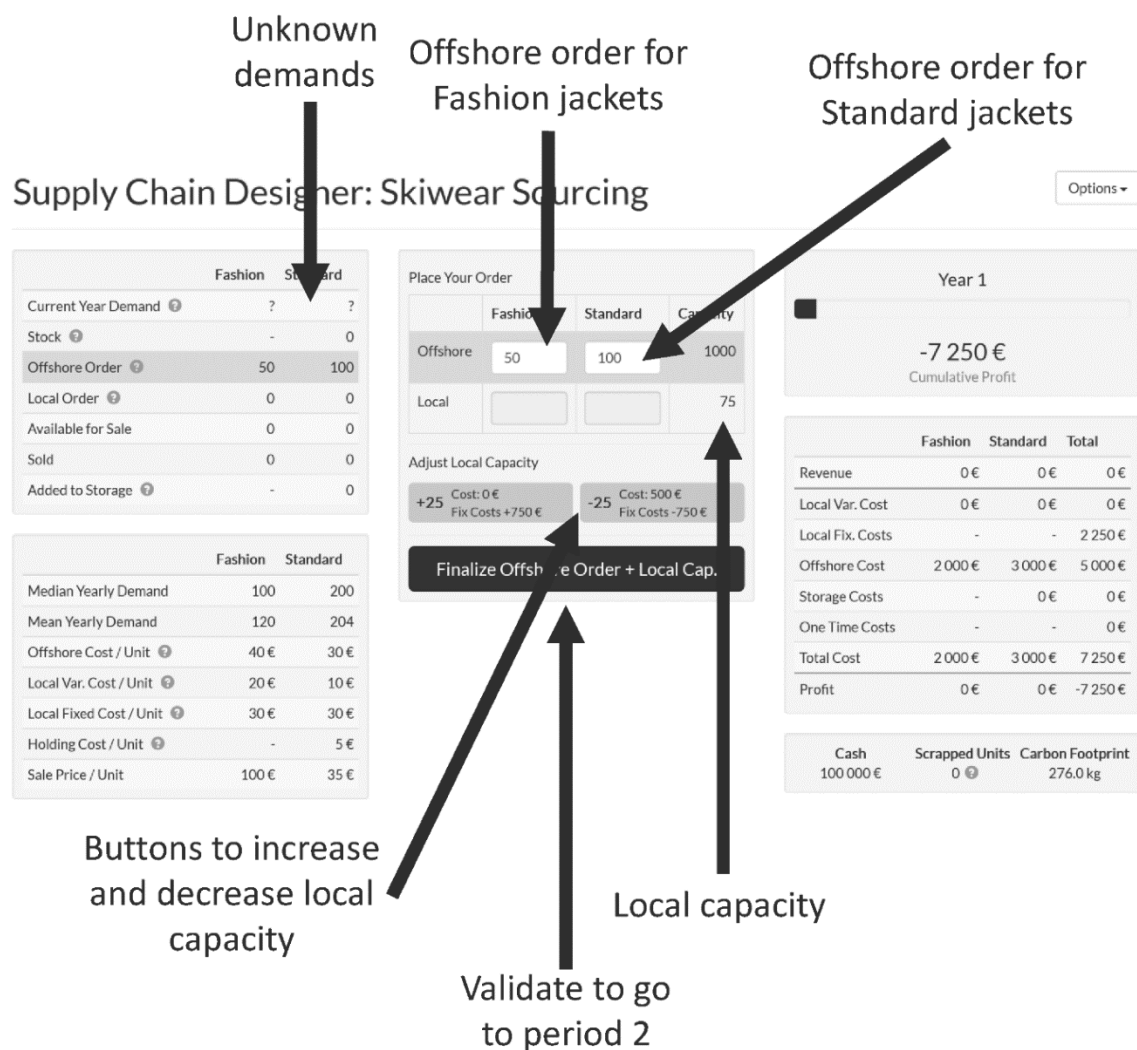 Unknown
demands
Offshore order for
Fashion jackets
Offshore order for
Standard jackets
Supply Chain Designer: Skiwear Sourcing
Options
Fashion Standard
Current Year Demand ? ? ?
Stock ? - 0
Offshore Order ? 50 100
Local Order ? 0 0
Available for Sale 0 0
Sold 0 0
Added to Storage ? - 0
Fashion Standard
Median Yearly Demand 100 200
Mean Yearly Demand 120 204
Offshore Cost / Unit ? 40 € 30 €
Local Var. Cost / Unit ? 20 € 10 €
Local Fixed Cost / Unit ? 30 € 30 €
Holding Cost / Unit ? - 5 €
Sale Price / Unit 100 € 35 €
Place Your Order
Fashion Standard Capacity
Offshore 50 100 1000
Local 75
Adjust Local Capacity
+25 Cost: 0 €
Fix Costs +750 €
-25 Cost: 500 €
Fix Costs -750 €
Finalize Offshore Order + Local Cap.
Year 1
-7 250 €
Cumulative Profit
Fashion Standard Total
Revenue 0 € 0 € 0 €
Local Var. Cost 0 € 0 € 0 €
Local Fix. Costs - - 2 250 €
Offshore Cost 2 000 € 3 000 € 5 000 €
Storage Costs - 0 € 0 €
One Time Costs - - 0 €
Total Cost 2 000 € 3 000 € 7 250 €
Profit 0 € 0 € -7 250 €
Cash Scrapped Units Carbon Footprint
100 000 € 0 ? 276.0 kg
Buttons to increase
and decrease local
capacity
Local capacity
Validate to go
to period 2